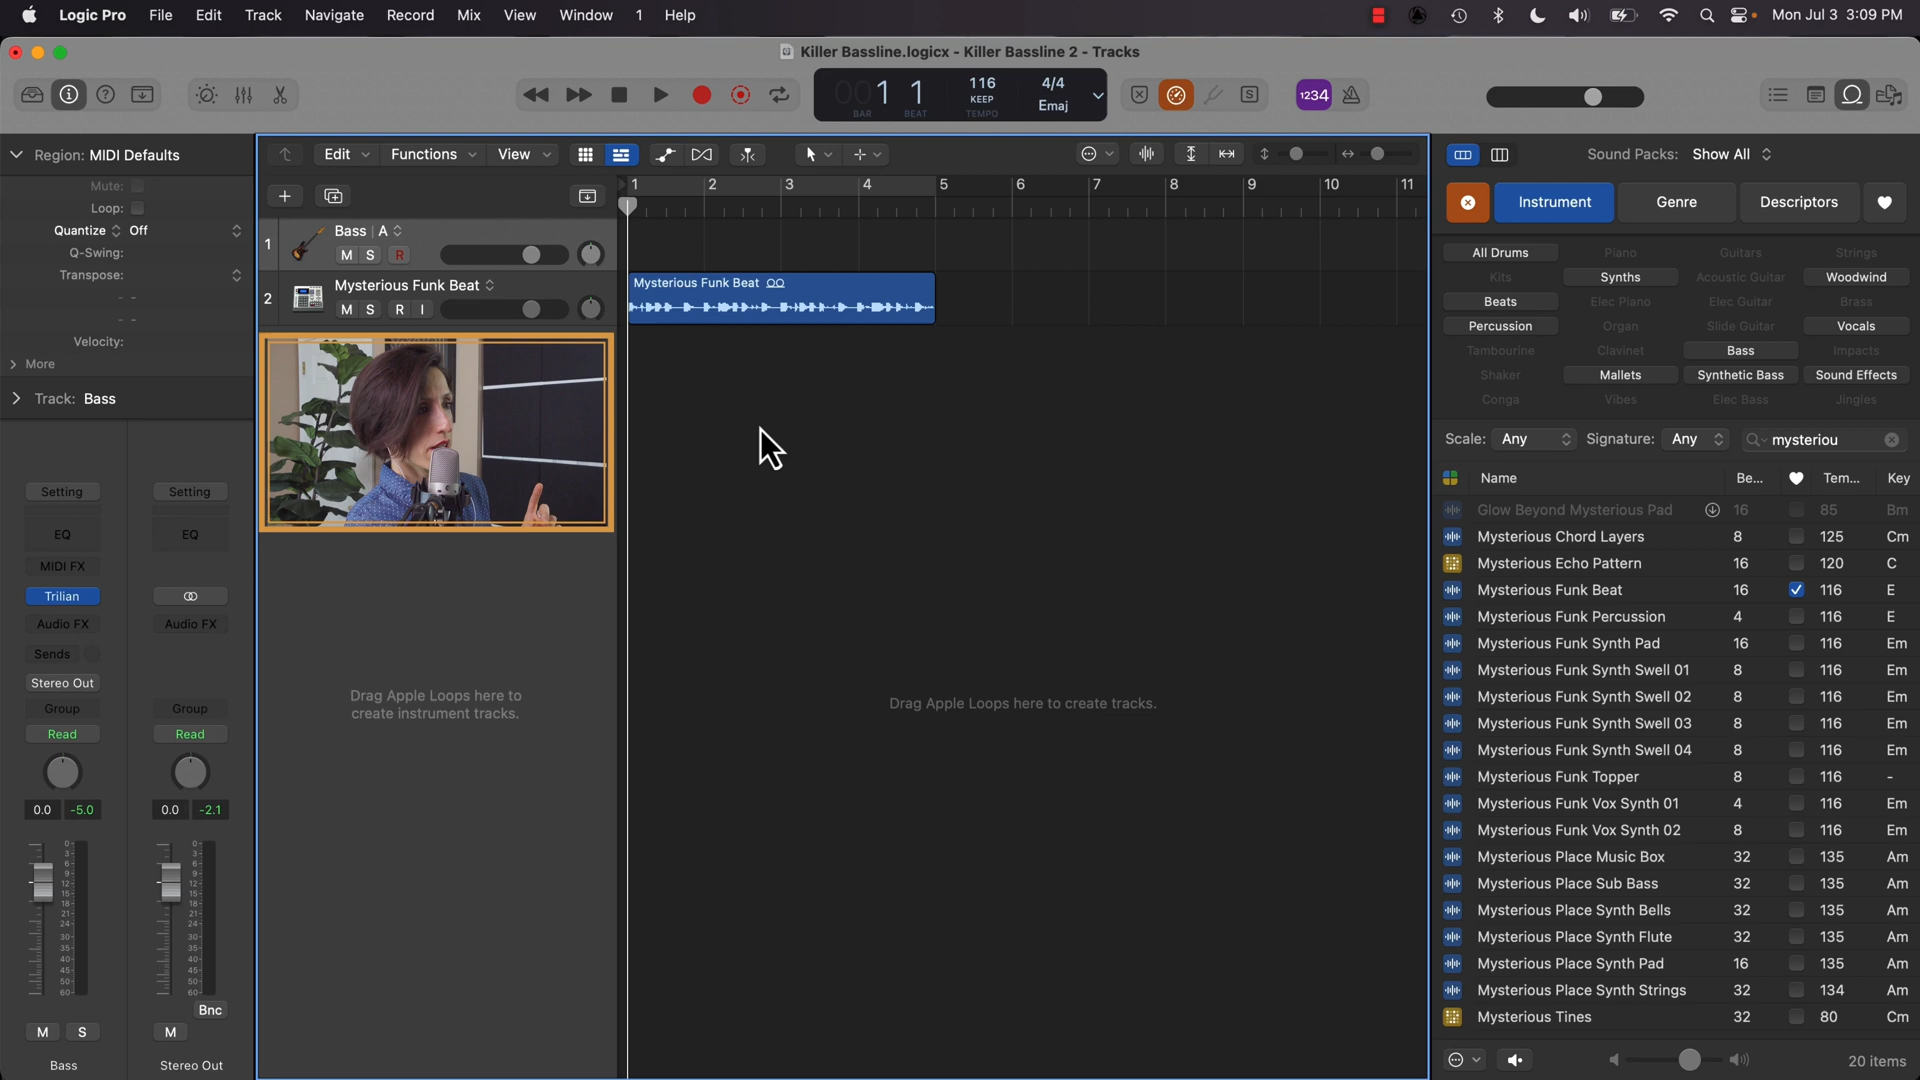 Logic Pro File Edit Track Navigate Record Mix View Window 1 Help Mon Jul 3 3:09 PM
Killer Bassline.logicx - Killer Bassline 2 - Tracks
001 1 116 4/4
KEEP Emaj
BAR BEAT TEMPO
1234
Region: MIDI Defaults
Mute:
Loop:
Quantize Off
Q-Swing:
Transpose:
Velocity:
More
Track: Bass
Edit Functions View
1 2 3 4 5 6 7 8 9 10 11
1 Bass | A
M S R
2 Mysterious Funk Beat
M S R I
Mysterious Funk Beat
Drag Apple Loops here to
create instrument tracks.
Drag Apple Loops here to create tracks.
Setting Setting
EQ EQ
MIDI FX
Trilian
Audio FX Audio FX
Sends
Stereo Out
Group Group
Read Read
0.0 -5.0 0.0 -2.1
Bnc
M S M
Bass Stereo Out
Sound Packs: Show All
Instrument Genre Descriptors
All Drums Piano Guitars Strings
Kits Synths Acoustic Guitar Woodwind
Beats Elec Piano Elec Guitar Brass
Percussion Organ Slide Guitar Vocals
Tambourine Clavinet Bass Impacts
Shaker Mallets Synthetic Bass Sound Effects
Conga Vibes Elec Bass Jingles
Scale: Any Signature: Any mysteriou
Name Be... Tem... Key
Glow Beyond Mysterious Pad 16 85 Bm
Mysterious Chord Layers 8 125 Cm
Mysterious Echo Pattern 16 120 C
Mysterious Funk Beat 16 116 E
Mysterious Funk Percussion 4 116 E
Mysterious Funk Synth Pad 16 116 Em
Mysterious Funk Synth Swell 01 8 116 Em
Mysterious Funk Synth Swell 02 8 116 Em
Mysterious Funk Synth Swell 03 8 116 Em
Mysterious Funk Synth Swell 04 8 116 Em
Mysterious Funk Topper 8 116 -
Mysterious Funk Vox Synth 01 4 116 Em
Mysterious Funk Vox Synth 02 8 116 Em
Mysterious Place Music Box 32 135 Am
Mysterious Place Sub Bass 32 135 Am
Mysterious Place Synth Bells 32 135 Am
Mysterious Place Synth Flute 32 135 Am
Mysterious Place Synth Pad 16 135 Am
Mysterious Place Synth Strings 32 134 Am
Mysterious Tines 32 80 Cm
20 items